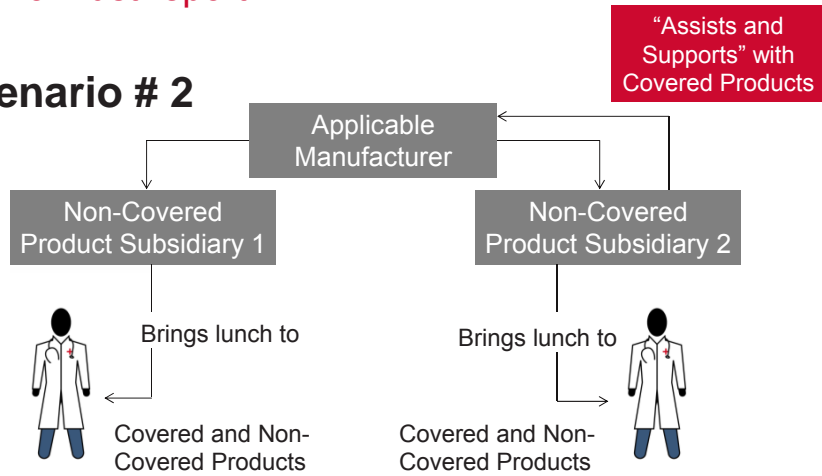 “Assists and
Supports” with
Covered Products
enario # 2
Applicable
Manufacturer
Non-Covered
Product Subsidiary 1
Non-Covered
Product Subsidiary 2
Brings lunch to
Brings lunch to
Covered and Non-
Covered Products
Covered and Non-
Covered Products